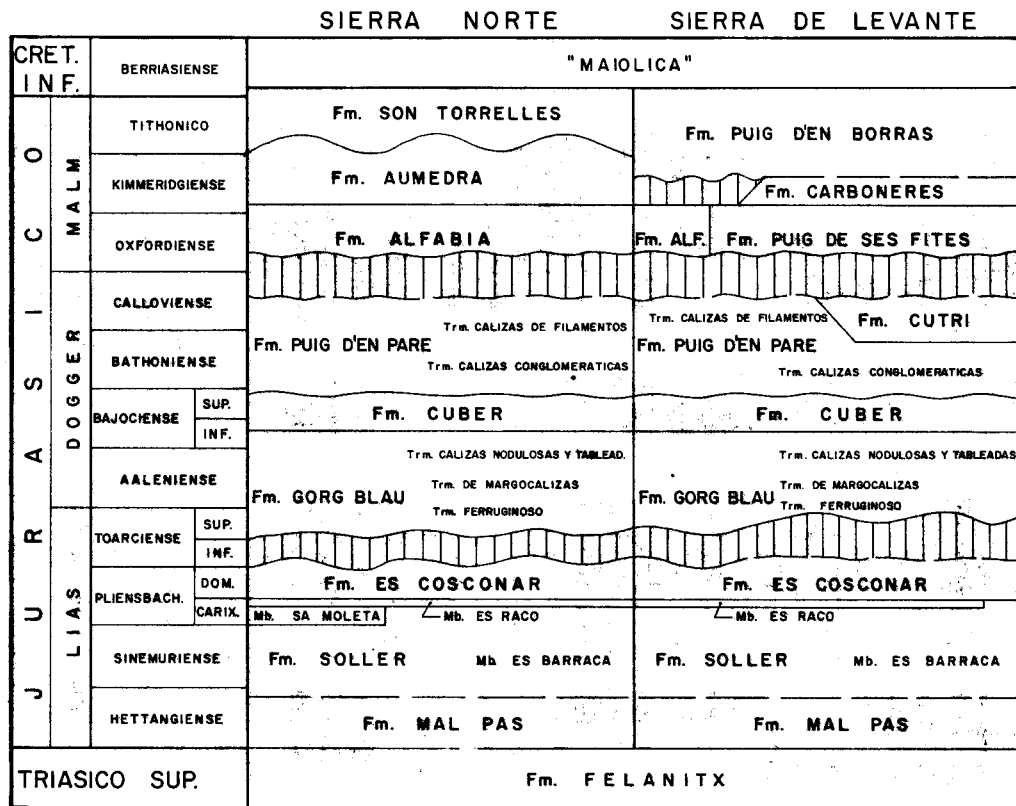 SIERRA NORTE SIERRA DE LEVANTE
CRET. INF. BERRIASIENSE "MAIOLICA"
JURASICO
MALM
TITHONICO Fm. SON TORRELLES Fm. PUIG D'EN BORRAS
KIMMERIDGIENSE Fm. AUMEDRA Fm. CARBONERES
OXFORDIENSE Fm. ALFABIA Fm. ALF. Fm. PUIG DE SES FITES
DOGGER
CALLOVIENSE
Trm. CALIZAS DE FILAMENTOS Trm. CALIZAS DE FILAMENTOS Fm. CUTRI
BATHONIENSE Fm. PUIG D'EN PARE Fm. PUIG D'EN PARE
Trm. CALIZAS CONGLOMERATICAS Trm. CALIZAS CONGLOMERATICAS
BAJOCIENSE SUP. Fm. CUBER Fm. CUBER
INF.
AALENIENSE
Trm. CALIZAS NODULOSAS Y TABLEAD. Trm. CALIZAS NODULOSAS Y TABLEADAS
Trm. DE MARGOCALIZAS Trm. DE MARGOCALIZAS
Fm. GORG BLAU Fm. GORG BLAU
Trm. FERRUGINOSO Trm. FERRUGINOSO
LIAS
TOARCIENSE SUP.
INF.
PLIENSBACH. DOM. Fm. ES COSCONAR Fm. ES COSCONAR
CARIX. Mb. SA MOLETA Mb. ES RACO Mb. ES RACO
SINEMURIENSE Fm. SOLLER Mb ES BARRACA Fm. SOLLER Mb. ES BARRACA
HETTANGIENSE Fm. MAL PAS Fm. MAL PAS
TRIASICO SUP. Fm. FELANITX